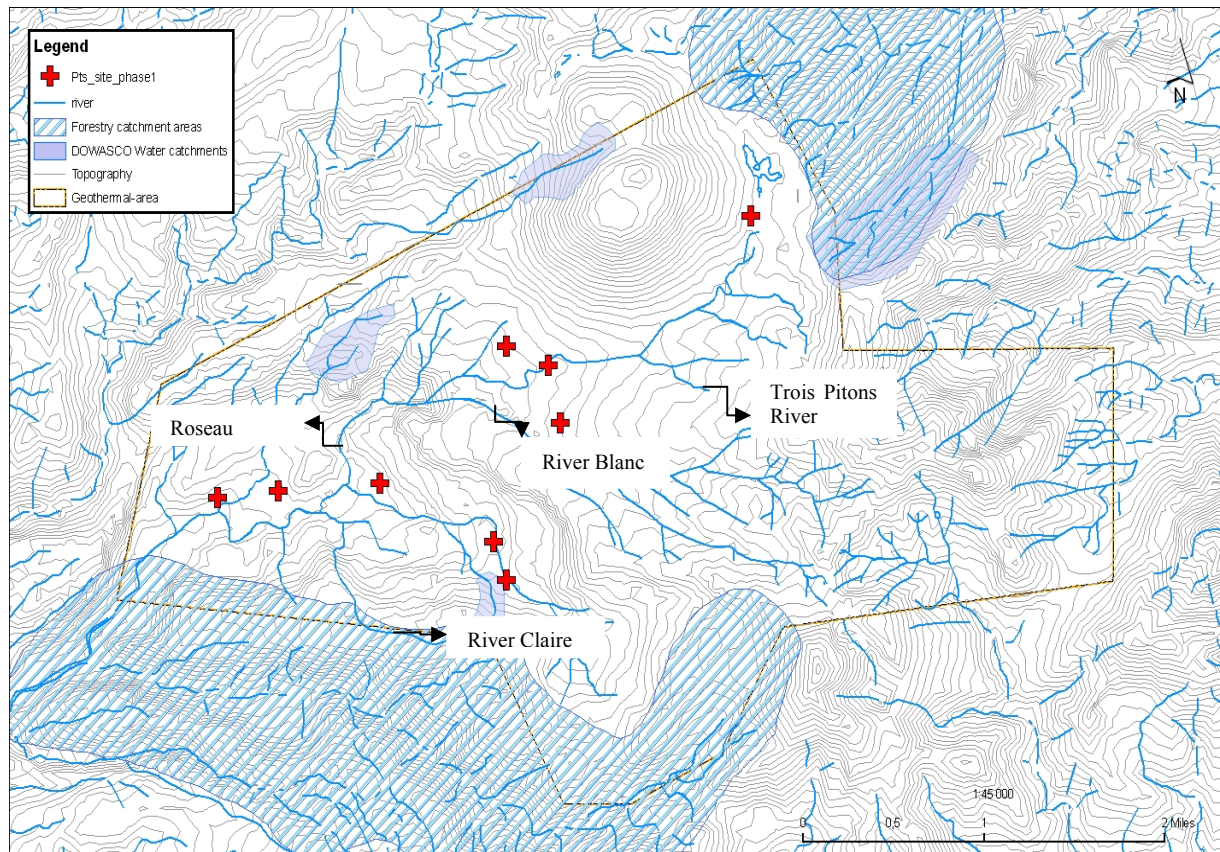 Legend
Pts_site_phase1
river
Forestry catchment areas
DOWASCO Water catchments
Topography
Geothermal-area
N
Trois Pitons
River
Roseau
River Blanc
River Claire
1:45 000
0 0,5 1 2 Miles